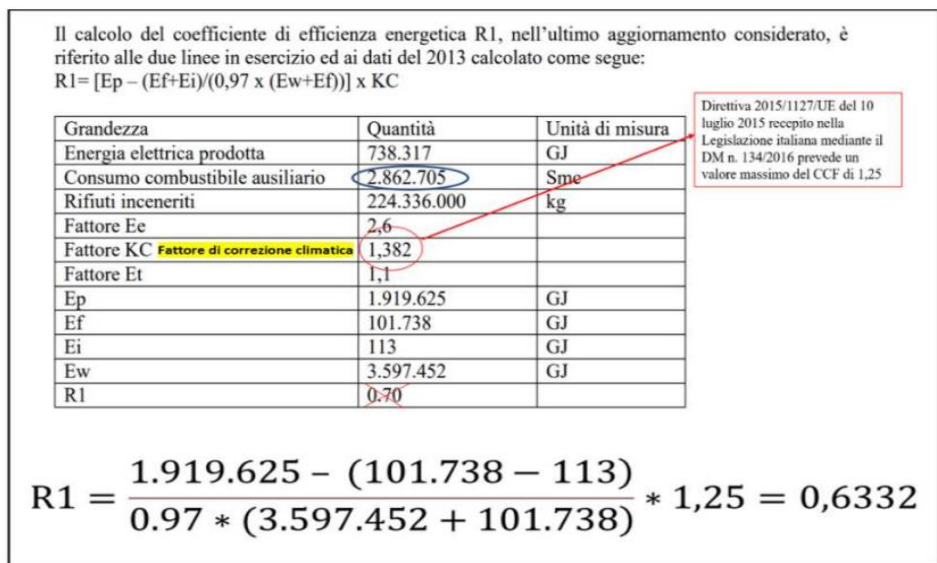 Il calcolo del coefficiente di efficienza energetica R1, nell'ultimo aggiornamento considerato, è
riferito alle due linee in esercizio ed ai dati del 2013 calcolato come segue:
R1= [Ep – (Ef+Ei)/(0,97 x (Ew+Ef))] x KC
Direttiva 2015/1127/UE del 10
luglio 2015 recepito nella
Legislazione italiana mediante il
DM n. 134/2016 prevede un
valore massimo del CCF di 1,25
Grandezza Quantità Unità di misura
Energia elettrica prodotta 738.317 GJ
Consumo combustibile ausiliario 2.862.705 Smc
Rifiuti inceneriti 224.336.000 kg
Fattore Ee 2,6
Fattore KC Fattore di correzione climatica 1,382
Fattore Et 1,1
Ep 1.919.625 GJ
Ef 101.738 GJ
Ei 113 GJ
Ew 3.597.452 GJ
R1 0.70
R1 = 1.919.625 – (101.738 − 113) / 0.97 * (3.597.452 + 101.738) * 1,25 = 0,6332